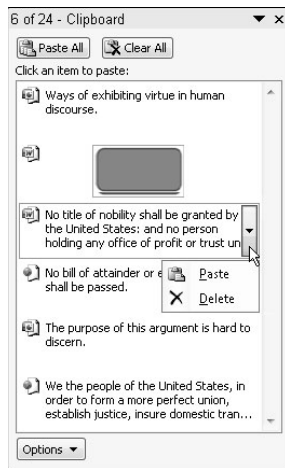 6 of 24 - Clipboard
Paste All Clear All
Click an item to paste:
Ways of exhibiting virtue in human
discourse.
No title of nobility shall be granted by
the United States: and no person
holding any office of profit or trust un
No bill of attainder or e
shall be passed.
Paste
Delete
The purpose of this argument is hard to
discern.
We the people of the United States, in
order to form a more perfect union,
establish justice, insure domestic tran...
Options